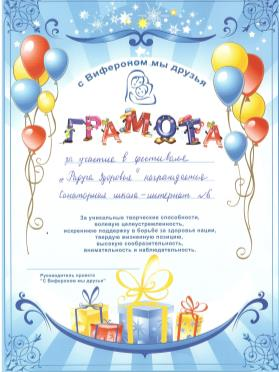 с Вифероном мы друзья
ГРАМОТА
за участие в фестивале
"Радуга здоровья" награждается
Санаторная школа-интернат №6
За уникальные творческие способности,
волевую целеустремленность,
искреннюю поддержку в борьбе за здоровье нации,
твердую жизненную позицию,
высокую сообразительность,
внимательность и наблюдательность.
Руководитель проекта
"С Вифероном мы друзья"